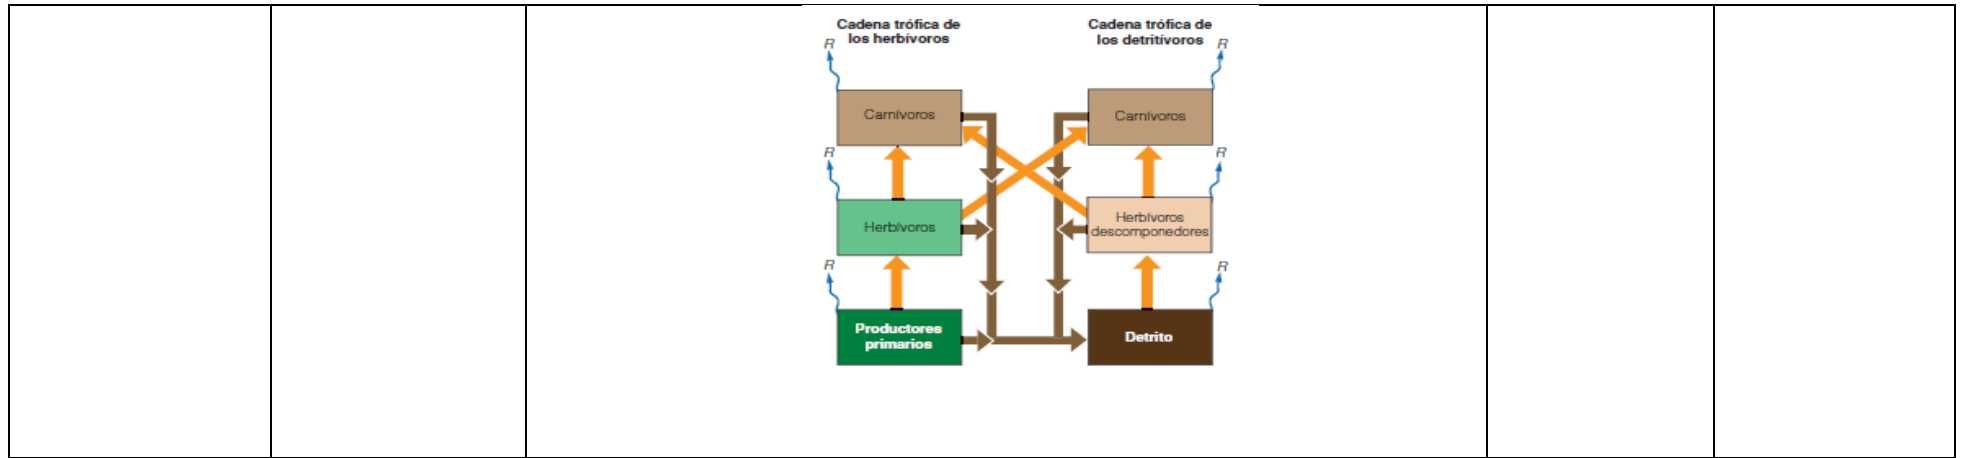 Cadena trófica de
los herbívoros
Cadena trófica de
los detritívoros
R
R
Carnívoros
Carnívoros
R
R
Herbívoros
Herbívoros
descomponedores
R
R
Productores
primarios
Detrito